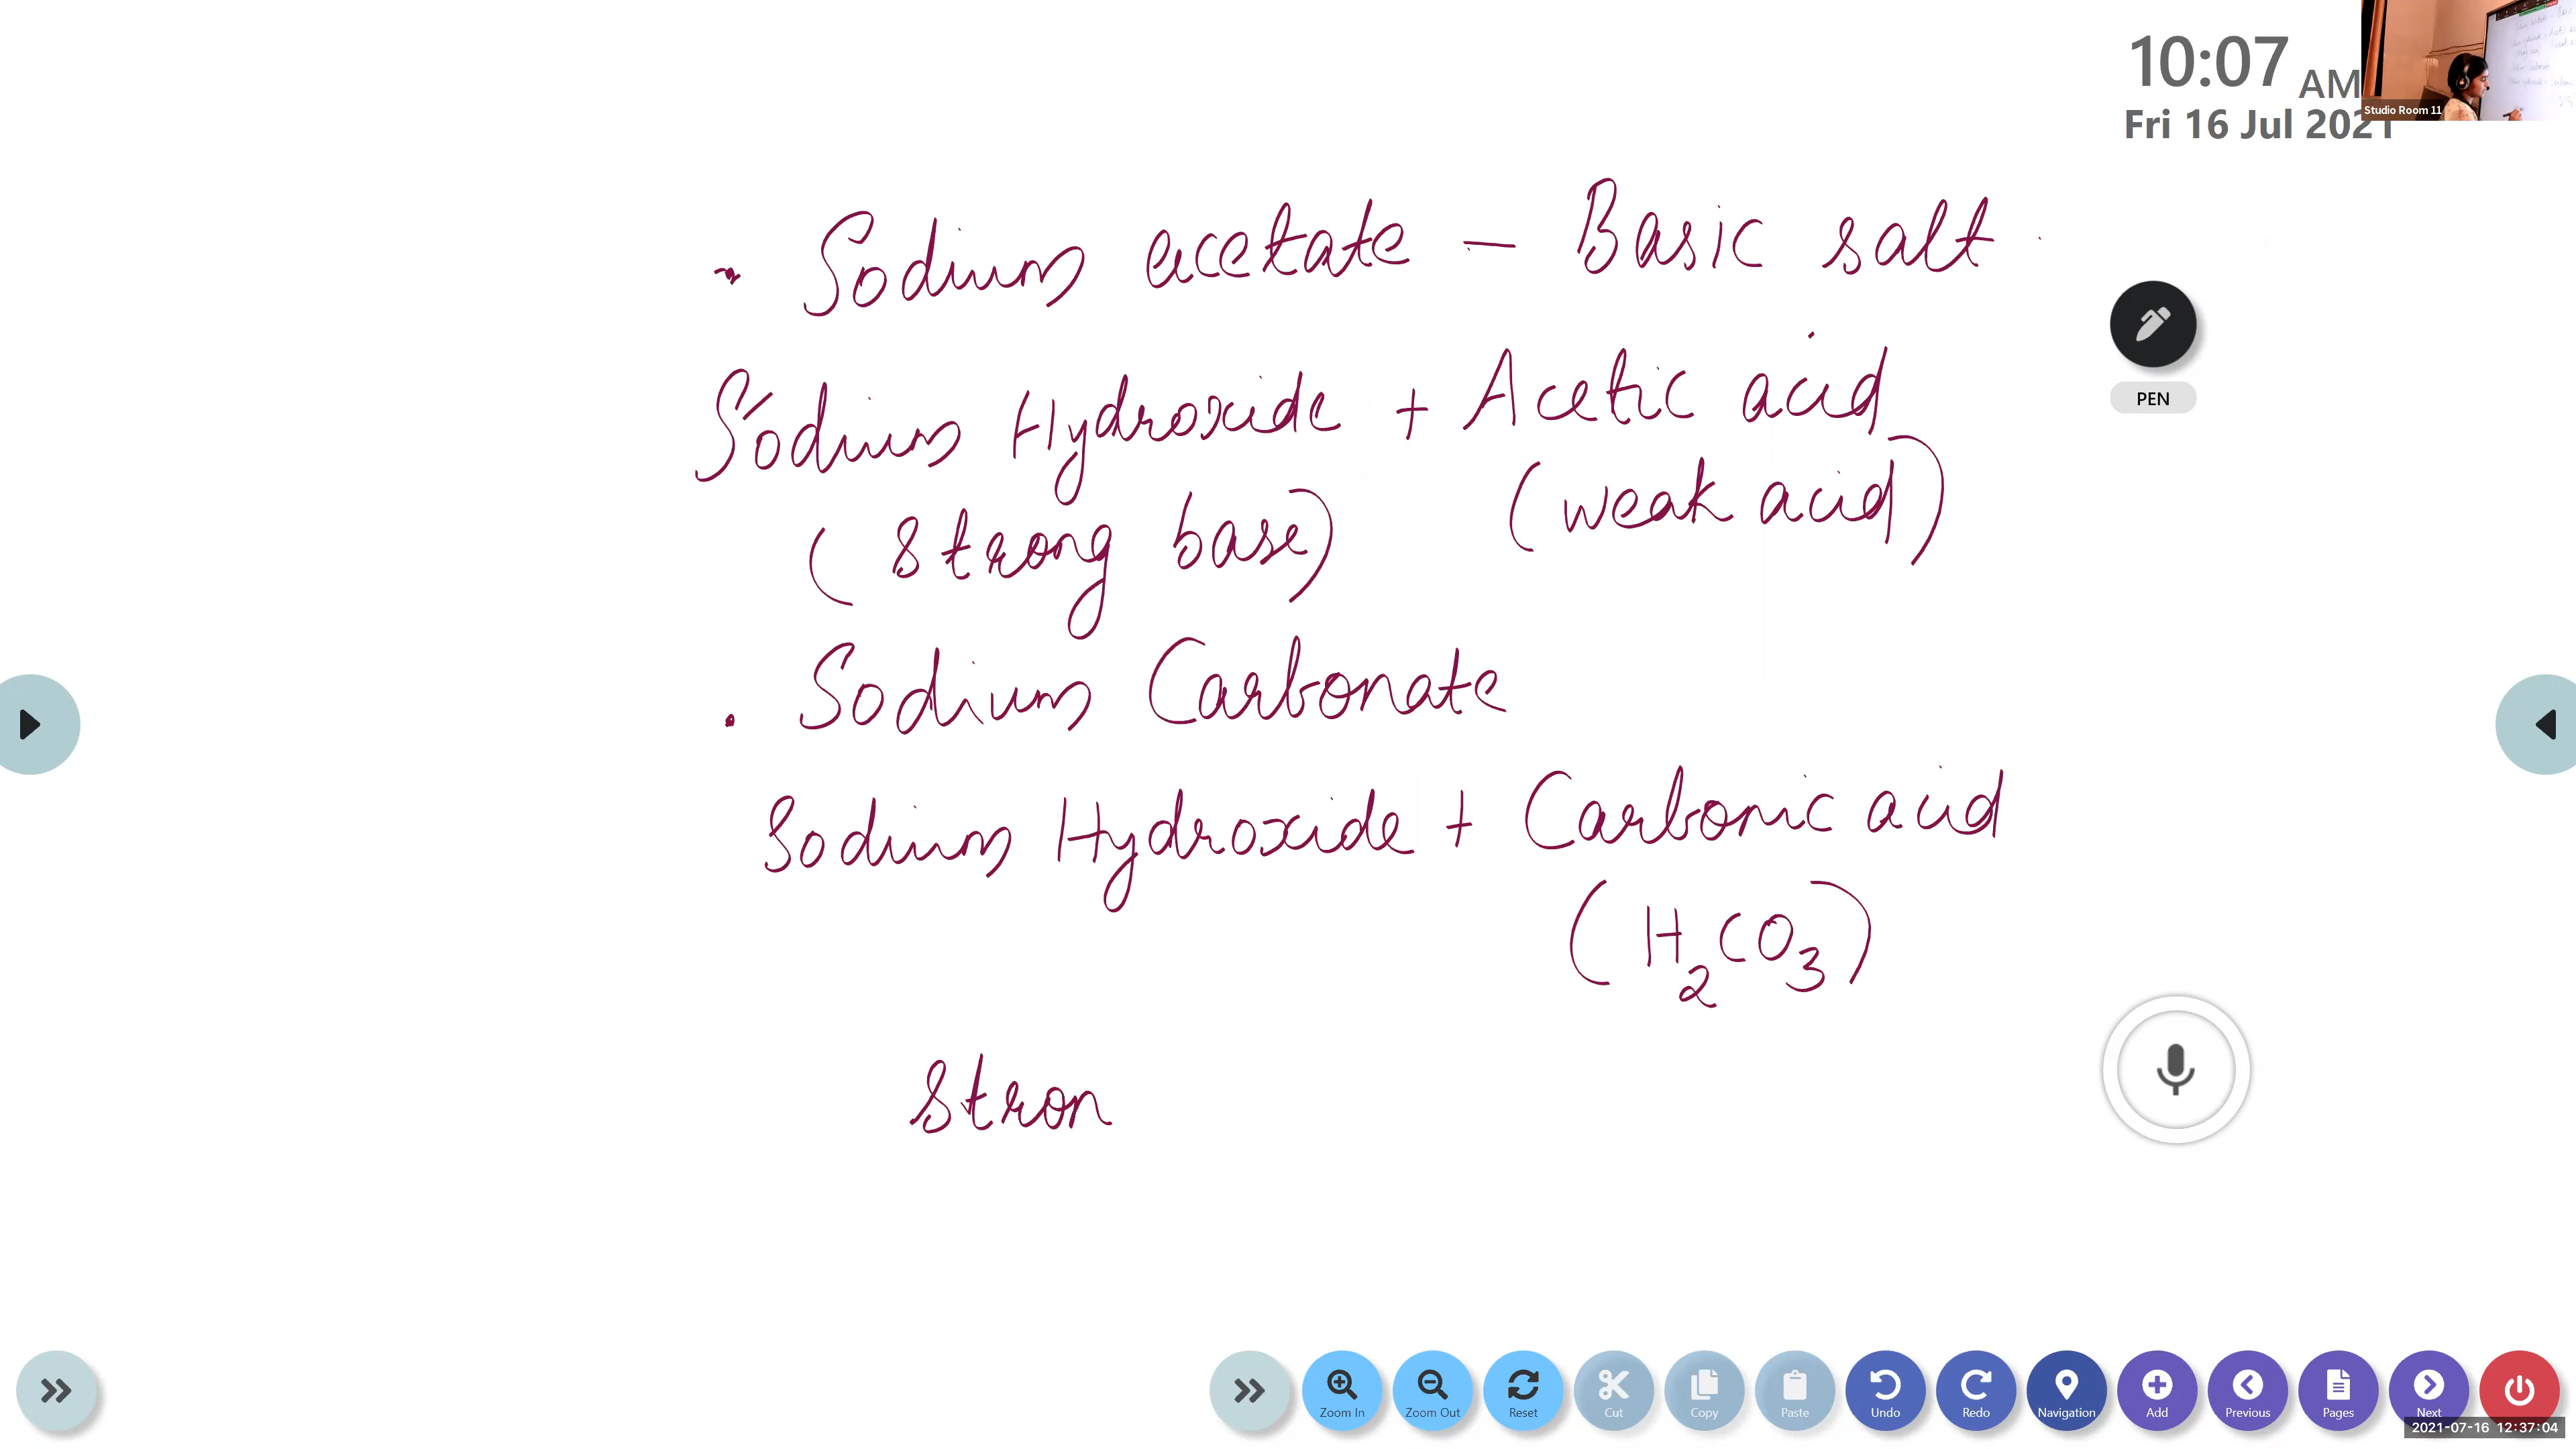 10:07 AM
Fri 16 Jul 2021
Studio Room 11
• Sodium acetate - Basic salt
Sodium Hydroxide + Acetic acid
(strong base) (weak acid)
PEN
• Sodium Carbonate
Sodium Hydroxide + Carbonic acid
(H₂CO₃)
stron
Zoom In Zoom Out Reset Cut Copy Paste Undo Redo Navigation Add Previous Pages Next
2021-07-16 12:37:04